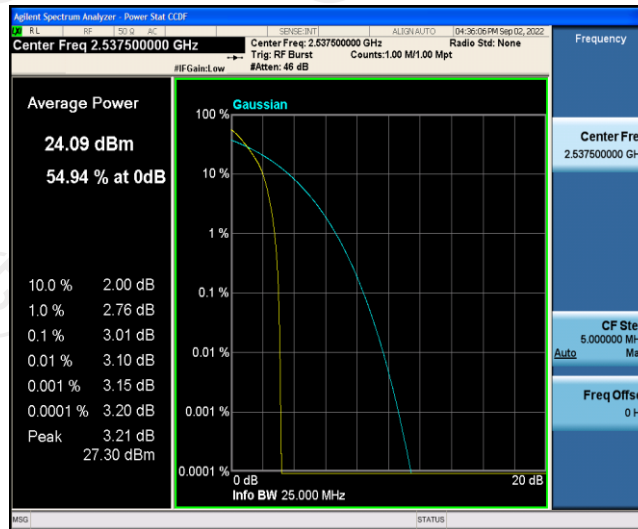 Agilent Spectrum Analyzer - Power Stat CCDF
RL RF 50 Ω AC SENSE:INT ALIGN AUTO 04:36:06 PM Sep 02, 2022
Center Freq 2.537500000 GHz
Center Freq: 2.537500000 GHz Radio Std: None
Trig: RF Burst Counts:1.00 M/1.00 Mpt
#IFGain:Low #Atten: 46 dB
Frequency
Average Power
24.09 dBm
54.94 % at 0dB
10.0 % 2.00 dB
1.0 % 2.76 dB
0.1 % 3.01 dB
0.01 % 3.10 dB
0.001 % 3.15 dB
0.0001 % 3.20 dB
Peak 3.21 dB
27.30 dBm
Gaussian
100 %
10 %
1 %
0.1 %
0.01 %
0.001 %
0.0001 %
0 dB 20 dB
Info BW 25.000 MHz
Center Fre
2.537500000 GH
CF Ste
5.000000 MH
Auto Ma
Freq Offse
0 H
MSG STATUS